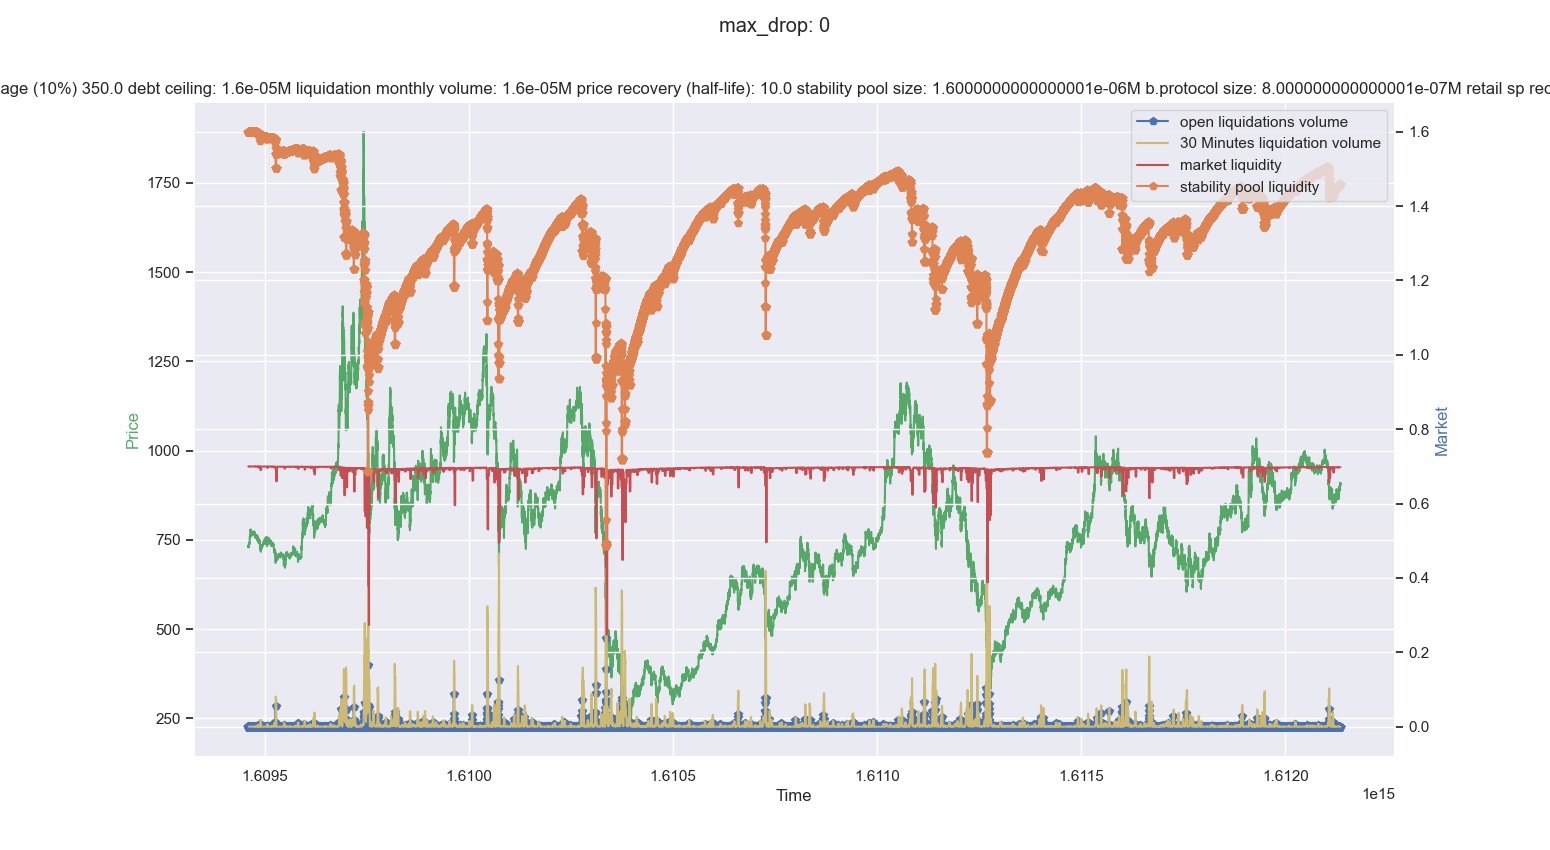 max_drop: 0
age (10%) 350.0 debt ceiling: 1.6e-05M liquidation monthly volume: 1.6e-05M price recovery (half-life): 10.0 stability pool size: 1.6000000000000001e-06M b.protocol size: 8.000000000000001e-07M retail sp rec
open liquidations volume
30 Minutes liquidation volume
market liquidity
stability pool liquidity
1750
1500
1250
1000
750
500
250
Price
1.6
1.4
1.2
1.0
0.8
0.6
0.4
0.2
0.0
Market
1.6095
1.6100
1.6105
1.6110
1.6115
1.6120
1e15
Time